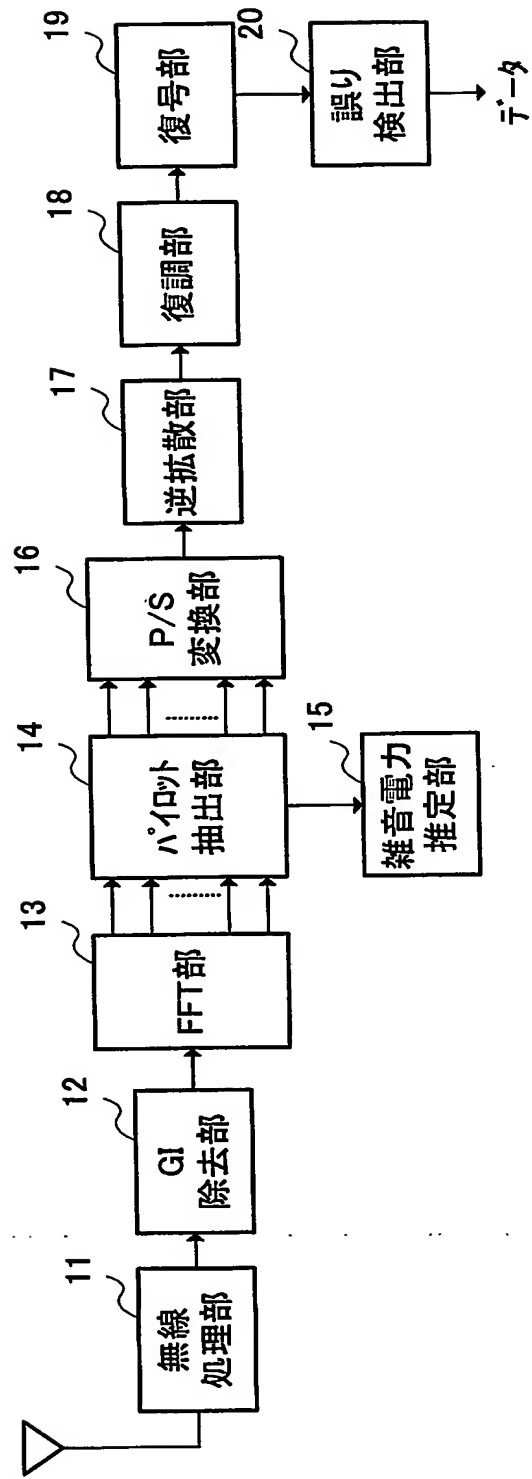 11
無線
処理部
12
GI
除去部
13
FFT部
14
パイロット
抽出部
15
雑音電力
推定部
16
P/S
変換部
17
逆拡散部
18
復調部
19
復号部
20
誤り
検出部
データ